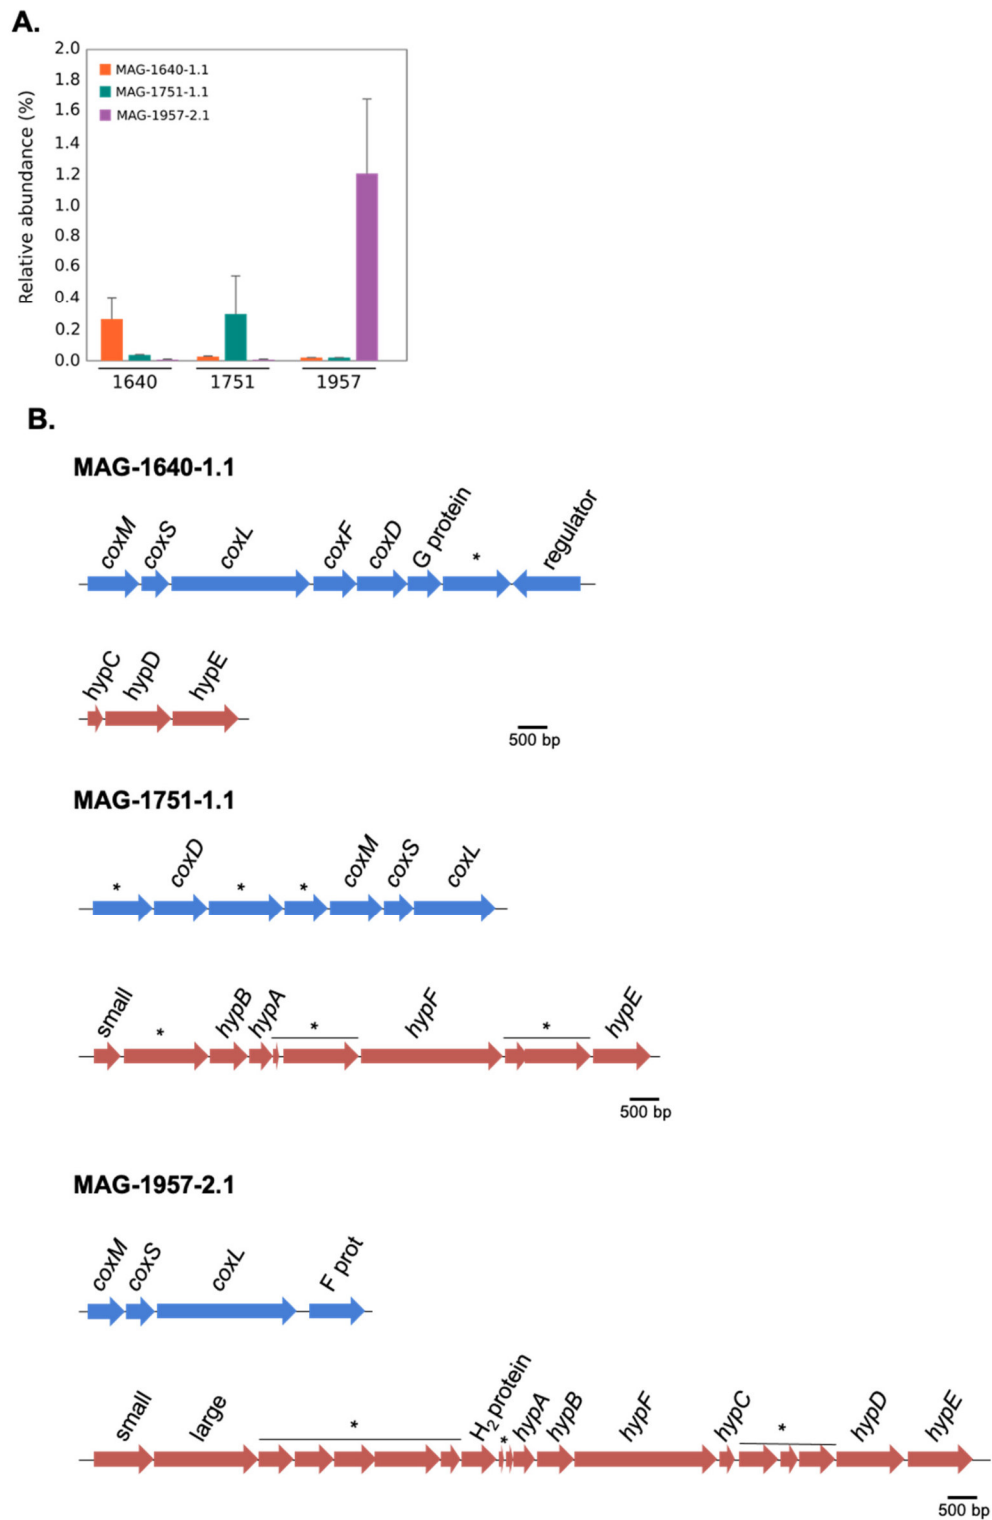 A.
Relative abundance (%)
2.0
1.8
1.6
1.4
1.2
1.0
0.8
0.6
0.4
0.2
0.0
MAG-1640-1.1
MAG-1751-1.1
MAG-1957-2.1
1640 1751 1957
B.
MAG-1640-1.1
coxM coxS coxL coxF coxD G protein * regulator
hypC hypD hypE
500 bp
MAG-1751-1.1
* coxD * * coxM coxS coxL
small * hypB hypA * hypF * hypE
500 bp
MAG-1957-2.1
coxM coxS coxL F prot
small large * H2 protein * hypA hypB hypF hypC * hypD hypE
500 bp